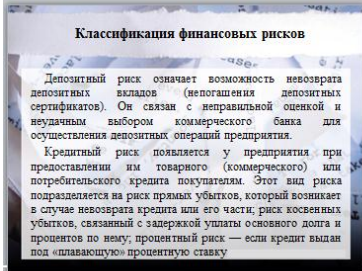 Классификация финансовых рисков
Депозитный риск означает возможность невозврата
депозитных вкладов (непогашения депозитных
сертификатов). Он связан с неправильной оценкой и
неудачным выбором коммерческого банка для
осуществления депозитных операций предприятия.
Кредитный риск появляется у предприятия при
предоставлении им товарного (коммерческого) или
потребительского кредита покупателям. Этот вид риска
подразделяется на риск прямых убытков, который возникает
в случае невозврата кредита или его части; риск косвенных
убытков, связанный с задержкой уплаты основного долга и
процентов по нему; процентный риск — если кредит выдан
под «плавающую» процентную ставку